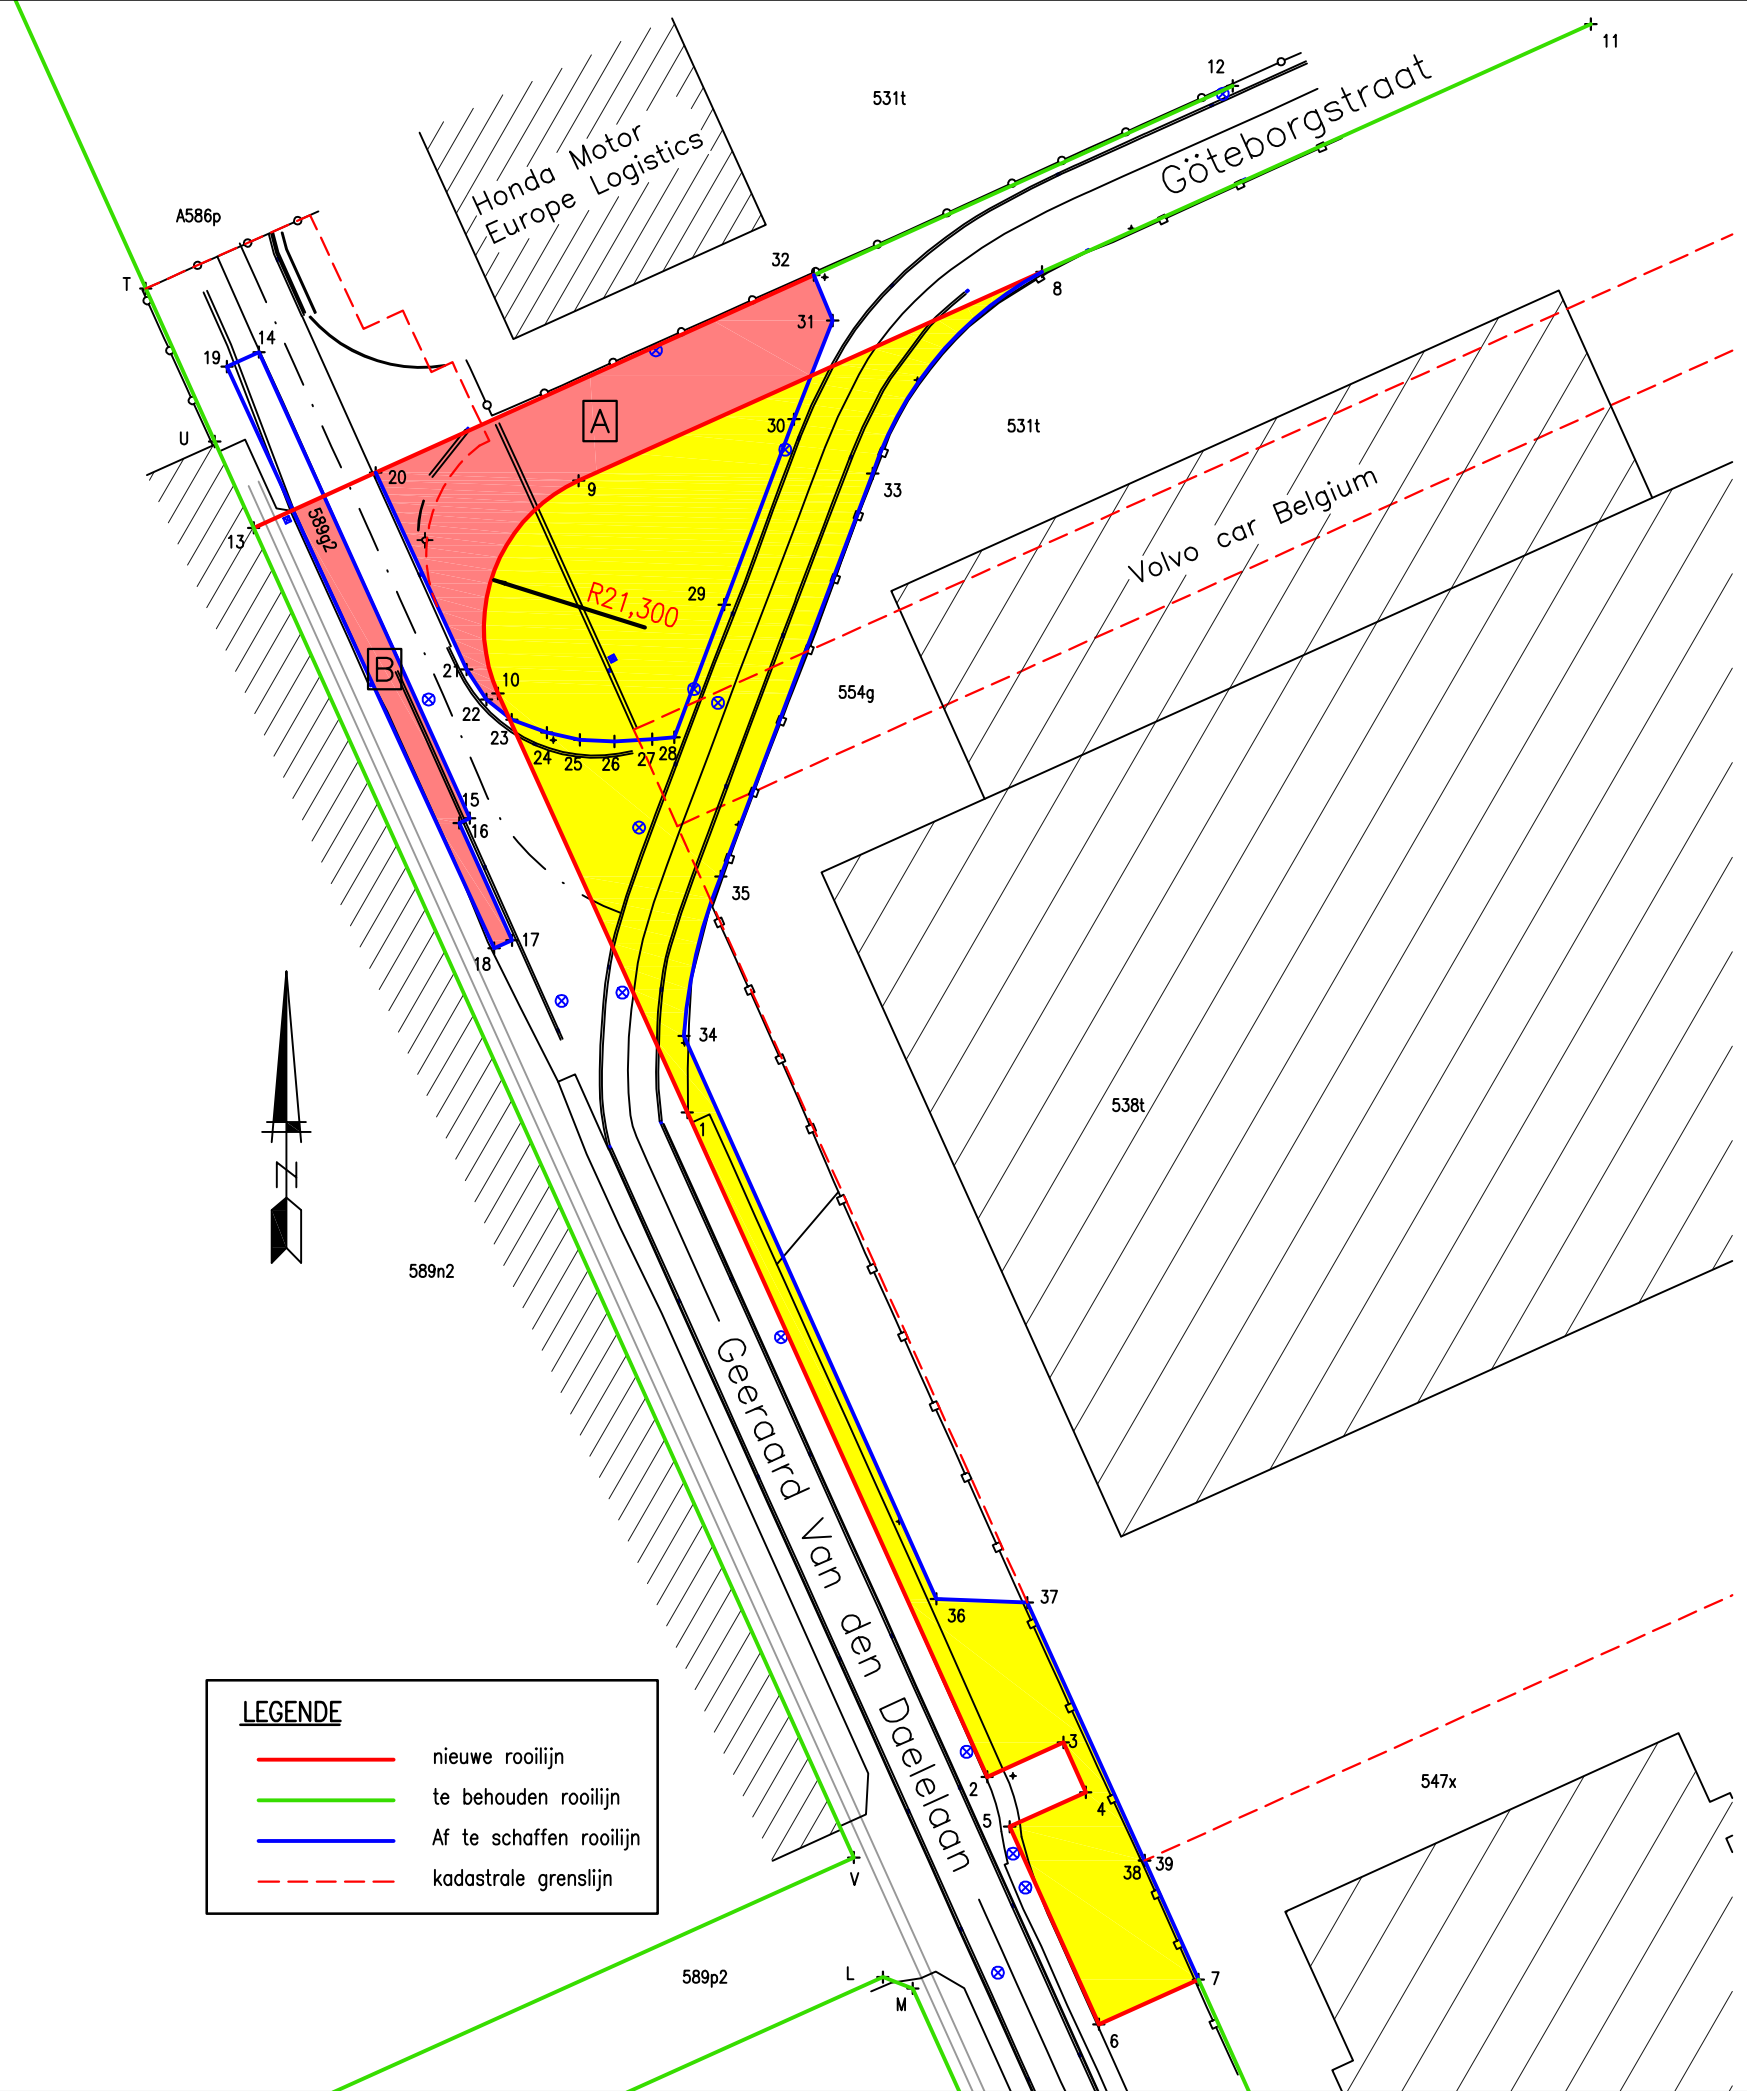 11
12
531t
Göteborgstraat
Honda Motor
Europe Logistics
A586p
T
32
8
31
14
19
A
30
531t
U
20
9
33
13
589g2
Volvo car Belgium
29
R21,300
B
21
10
554g
22
23
24
25
26
27
28
15
16
35
17
18
34
1
538t
N
589n2
Geeraard Van den Daelelaan
37
36
LEGENDE
nieuwe rooilijn
te behouden rooilijn
Af te schaffen rooilijn
kadastrale grenslijn
3
2
4
5
547x
38
39
V
L
M
589p2
7
6